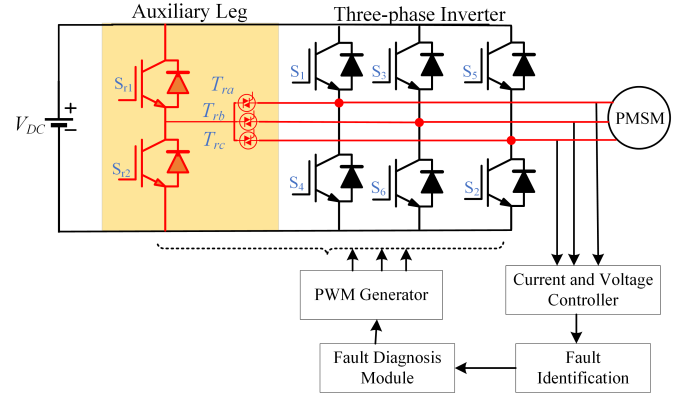 Auxiliary Leg
Three-phase Inverter
S1
S3
S5
Sr1
Tra
Trb
Trc
VDC
+
−
PMSM
Sr2
S4
S6
S2
PWM Generator
Current and Voltage
Controller
Fault Diagnosis
Module
Fault
Identification